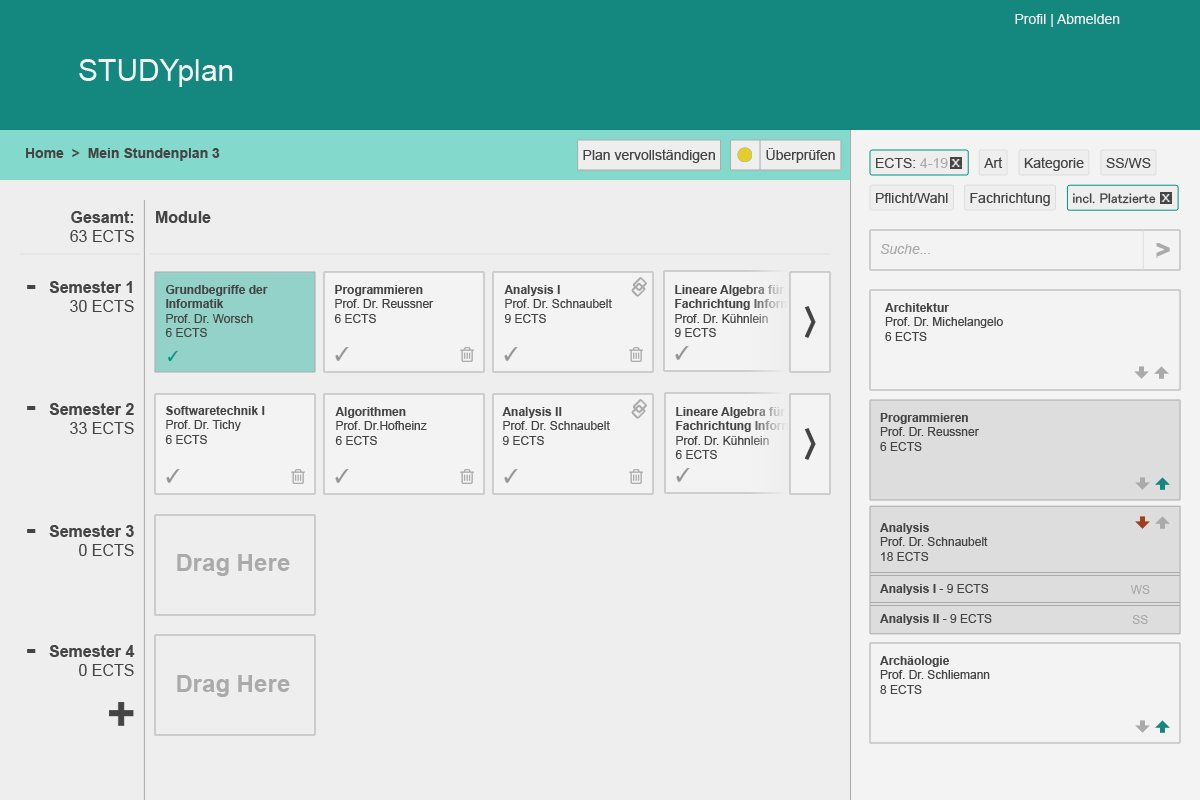 Profil | Abmelden
STUDYplan
Home > Mein Stundenplan 3
Plan vervollständigen
Überprüfen
Gesamt:
63 ECTS
Module
- Semester 1
30 ECTS
Grundbegriffe der
Informatik
Prof. Dr. Worsch
6 ECTS
✓
Programmieren
Prof. Dr. Reussner
6 ECTS
✓
Analysis I
Prof. Dr. Schnaubelt
9 ECTS
✓
Lineare Algebra für
Fachrichtung Infor
Prof. Dr. Kühnlein
9 ECTS
✓
- Semester 2
33 ECTS
Softwaretechnik I
Prof. Dr. Tichy
6 ECTS
✓
Algorithmen
Prof. Dr.Hofheinz
6 ECTS
✓
Analysis II
Prof. Dr. Schnaubelt
9 ECTS
✓
Lineare Algebra für
Fachrichtung Infor
Prof. Dr. Kühnlein
6 ECTS
✓
- Semester 3
0 ECTS
Drag Here
- Semester 4
0 ECTS
Drag Here
+
ECTS: 4-19 x
Art
Kategorie
SS/WS
Pflicht/Wahl
Fachrichtung
incl. Platzierte x
Suche...
>
Architektur
Prof. Dr. Michelangelo
6 ECTS
Programmieren
Prof. Dr. Reussner
6 ECTS
Analysis
Prof. Dr. Schnaubelt
18 ECTS
Analysis I - 9 ECTS WS
Analysis II - 9 ECTS SS
Archäologie
Prof. Dr. Schliemann
8 ECTS